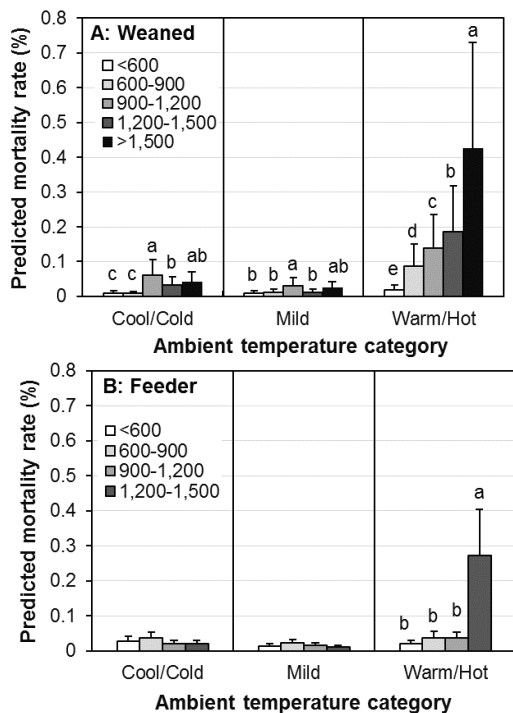 Predicted mortality rate (%)
0.8
0.7
0.6
0.5
0.4
0.3
0.2
0.1
0
A: Weaned
<600
600-900
900-1,200
1,200-1,500
>1,500
c c a b ab
b b a b ab
e d c b a
Cool/Cold Mild Warm/Hot
Ambient temperature category
Predicted mortality rate (%)
0.8
0.7
0.6
0.5
0.4
0.3
0.2
0.1
0
B: Feeder
<600
600-900
900-1,200
1,200-1,500
b b b a
Cool/Cold Mild Warm/Hot
Ambient temperature category